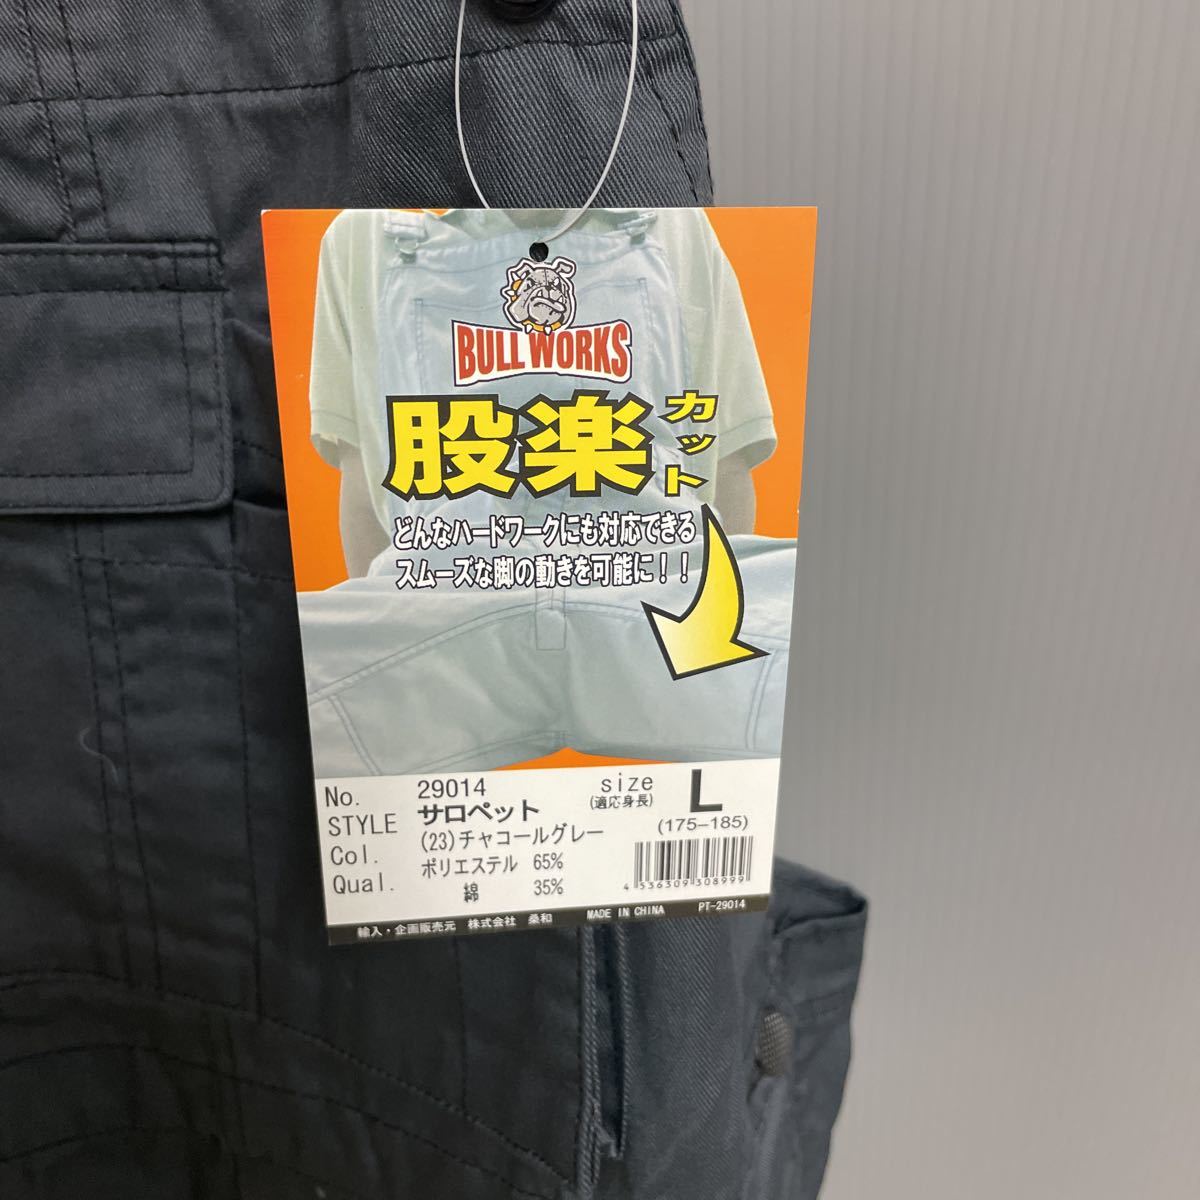 BULL WORKS
股楽カット
どんなハードワークにも対応できる
スムーズな脚の動きを可能に!!
No. 29014
STYLE サロペット
Col. (23)チャコールグレー
Qual. ポリエステル 65%
綿 35%
size L
(適応身長) (175-185)
4 536309 308999
輸入・企画販売元 株式会社 桑和 MADE IN CHINA PT-29014